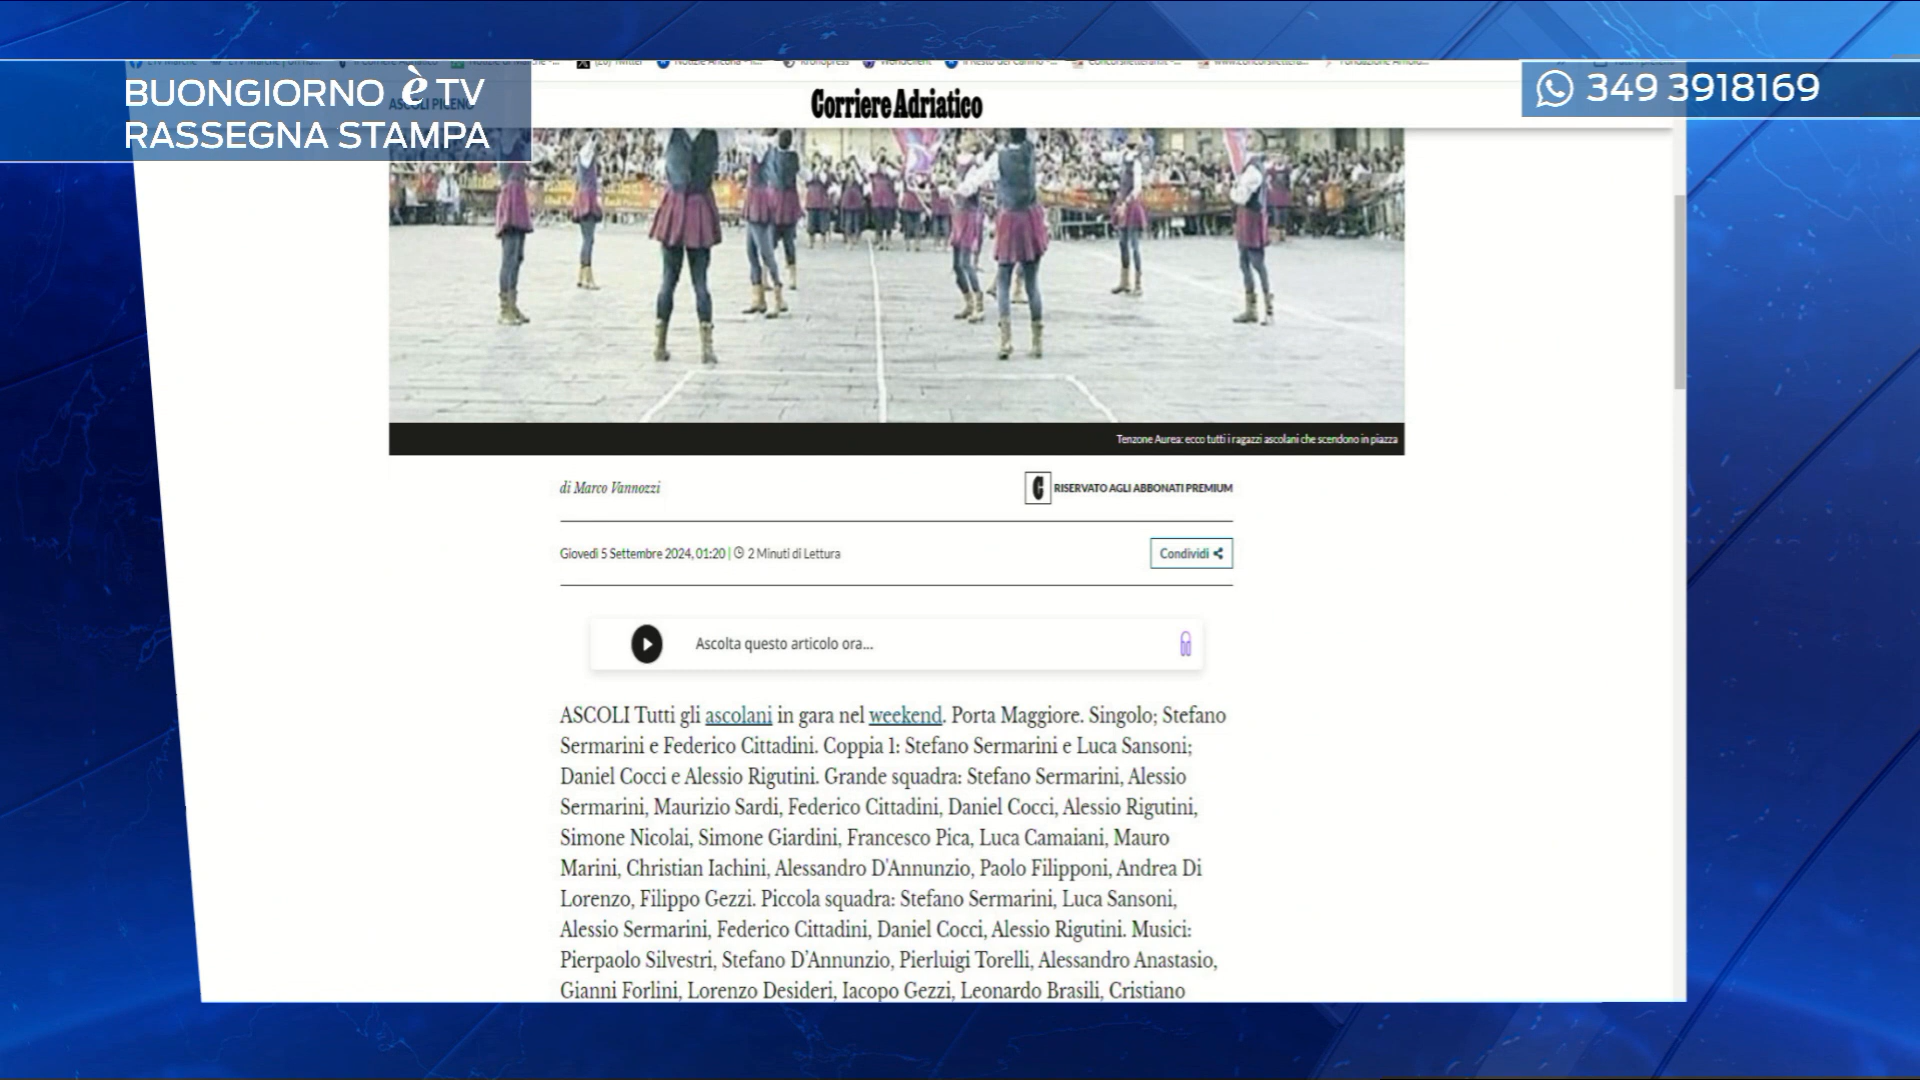 BUONGIORNO è TV
RASSEGNA STAMPA
349 3918169
ASCOLI PICENO
Corriere Adriatico
Tenzone Aurea: ecco tutti i ragazzi ascolani che scendono in piazza
di Marco Vannozzi
RISERVATO AGLI ABBONATI PREMIUM
Giovedì 5 Settembre 2024, 01:20 | 2 Minuti di Lettura
Condividi
Ascolta questo articolo ora...
ASCOLI Tutti gli ascolani in gara nel weekend. Porta Maggiore. Singolo; Stefano
Sermarini e Federico Cittadini. Coppia 1: Stefano Sermarini e Luca Sansoni;
Daniel Cocci e Alessio Rigutini. Grande squadra: Stefano Sermarini, Alessio
Sermarini, Maurizio Sardi, Federico Cittadini, Daniel Cocci, Alessio Rigutini,
Simone Nicolai, Simone Giardini, Francesco Pica, Luca Camaiani, Mauro
Marini, Christian Iachini, Alessandro D'Annunzio, Paolo Filipponi, Andrea Di
Lorenzo, Filippo Gezzi. Piccola squadra: Stefano Sermarini, Luca Sansoni,
Alessio Sermarini, Federico Cittadini, Daniel Cocci, Alessio Rigutini. Musici:
Pierpaolo Silvestri, Stefano D’Annunzio, Pierluigi Torelli, Alessandro Anastasio,
Gianni Forlini, Lorenzo Desideri, Iacopo Gezzi, Leonardo Brasili, Cristiano